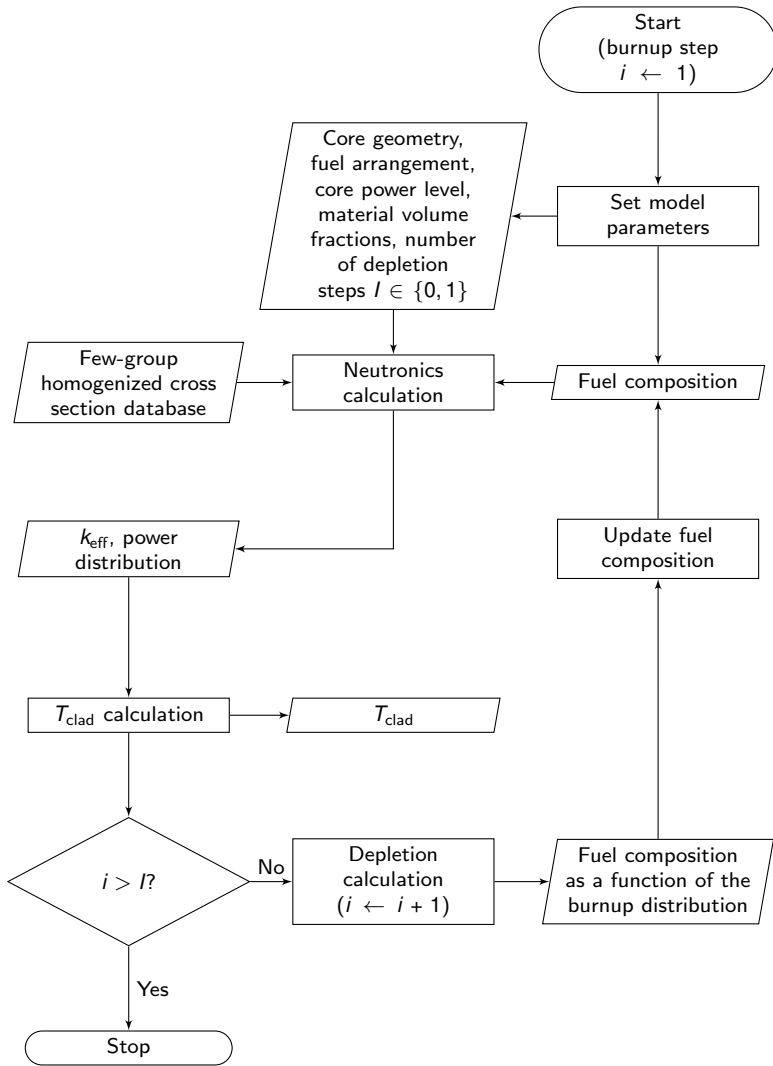 Start
(burnup step
i ← 1)
Core geometry,
fuel arrangement,
core power level,
material volume
fractions, number
of depletion
steps I ∈ {0, 1}
Set model
parameters
Few-group
homogenized cross
section database
Neutronics
calculation
Fuel composition
k_eff, power
distribution
Update fuel
composition
T_clad calculation
T_clad
i > I?
No
Depletion
calculation
(i ← i + 1)
Fuel composition
as a function of the
burnup distribution
Yes
Stop